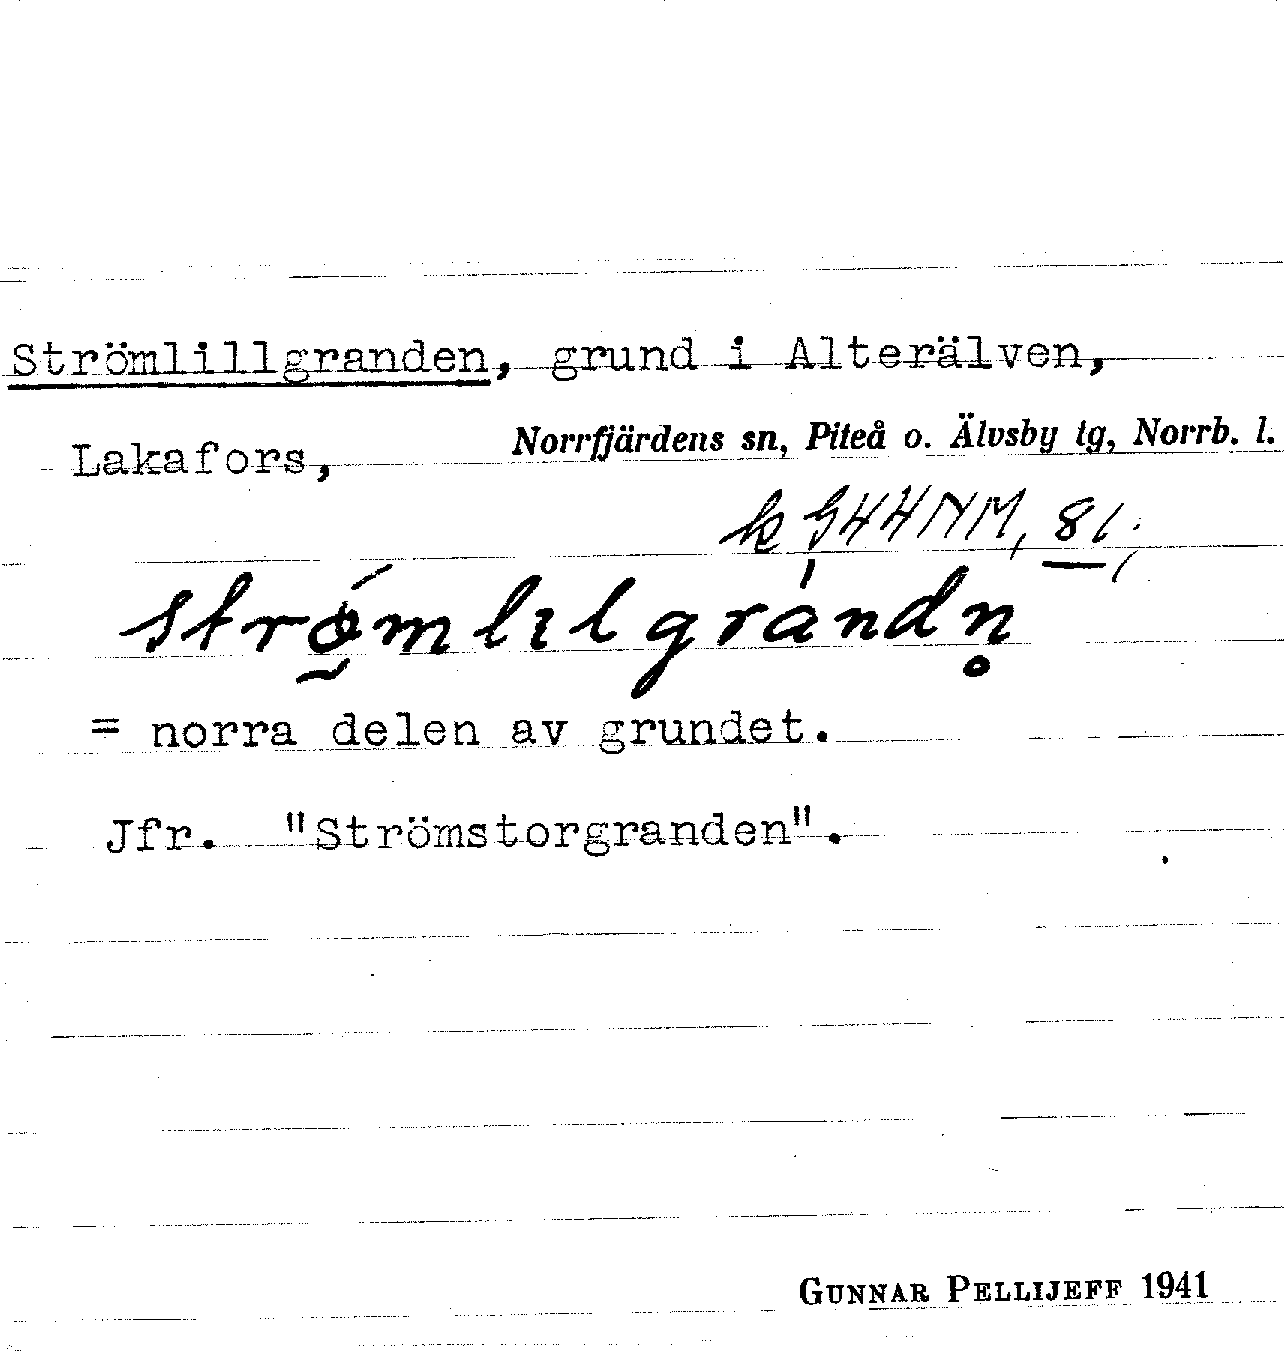 Strömlillgranden, grund i Alterälven,
Lakafors, Norrfjärdens sn, Piteå o. Älvsby tg, Norrb. l.
k
strǿmlılgràndn̥
= norra delen av grundet.
Jfr. "Strömstorgranden".
GUNNAR PELLIJEFF 1941